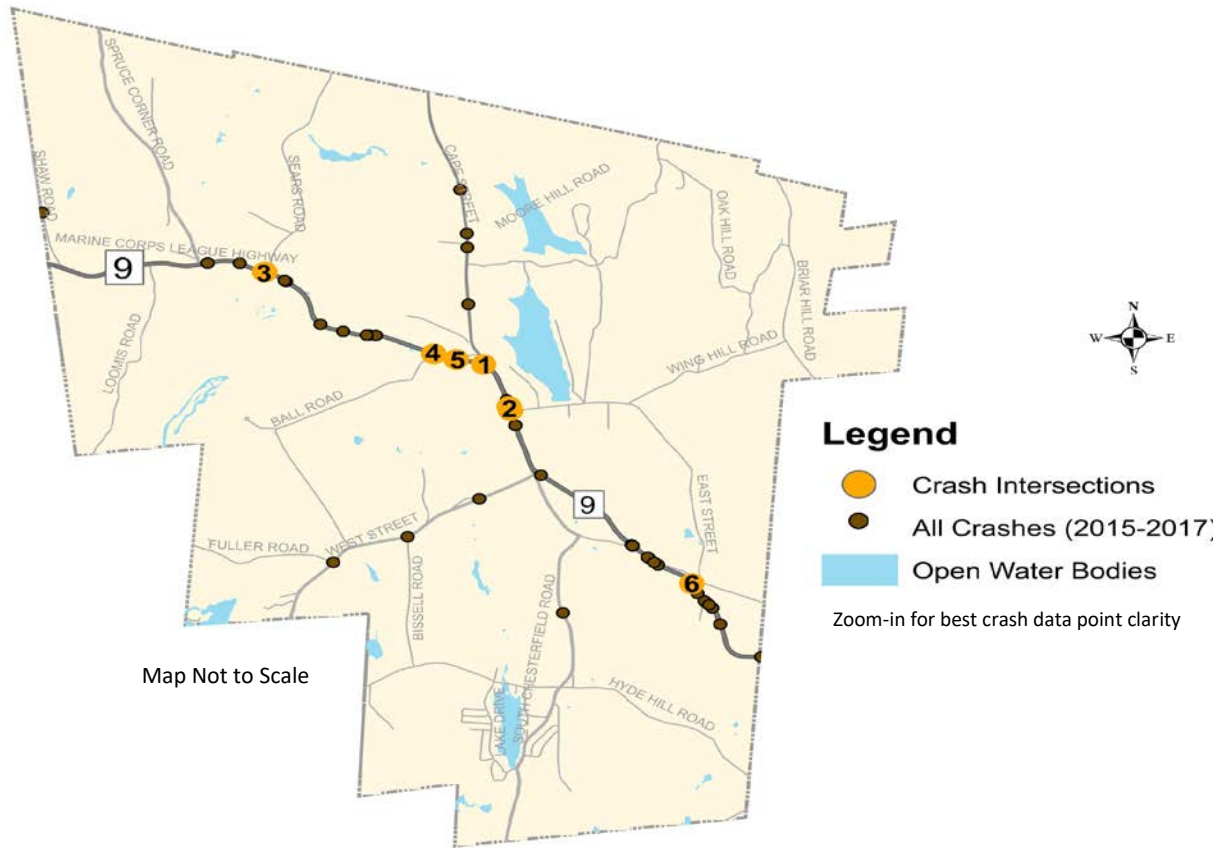 SPRUCE CORNER ROAD
SHAW ROAD
SEARS ROAD
CAPE STREET
MOORE HILL ROAD
OAK HILL ROAD
BRIAR HILL ROAD
MARINE CORPS LEAGUE HIGHWAY
9
3
LOOMIS ROAD
4
5
1
WING HILL ROAD
BALL ROAD
2
9
EAST STREET
WEST STREET
FULLER ROAD
BISSELL ROAD
6
SOUTH CHESTERFIELD ROAD
LAKE DRIVE
HYDE HILL ROAD
Map Not to Scale
N
W
E
S
Legend
Crash Intersections
All Crashes (2015-2017)
Open Water Bodies
Zoom-in for best crash data point clarity